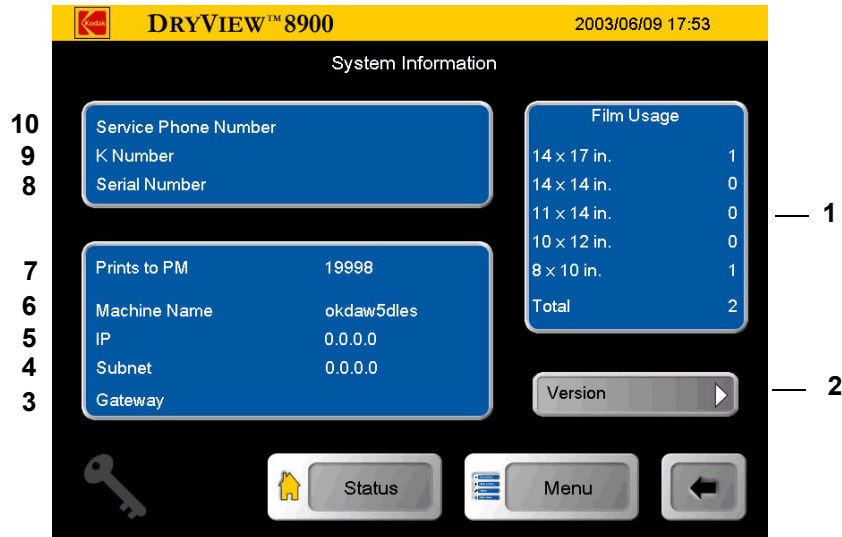 Kodak DRYVIEW™ 8900 2003/06/09 17:53
System Information
10 Service Phone Number
9 K Number
8 Serial Number
7 Prints to PM 19998
6 Machine Name okdaw5dles
5 IP 0.0.0.0
4 Subnet 0.0.0.0
3 Gateway
Film Usage
14 x 17 in. 1
14 x 14 in. 0
11 x 14 in. 0
1
10 x 12 in. 0
8 x 10 in. 1
Total 2
Version 2
Status Menu